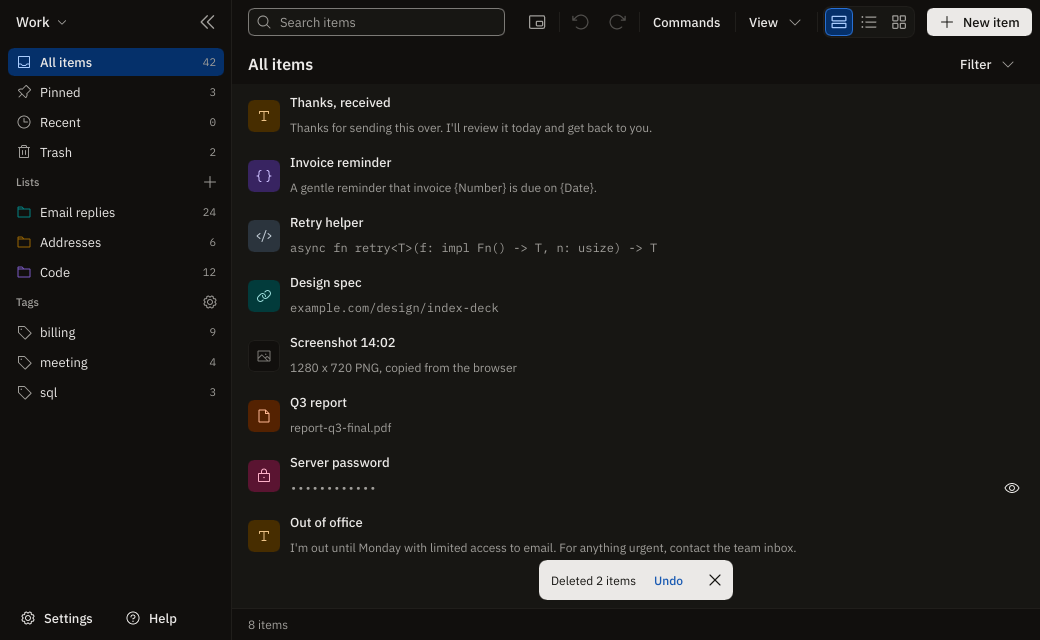 Work
Search items
Commands
View
New item
All items 42
Pinned 3
Recent 0
Trash 2
Lists
Email replies 24
Addresses 6
Code 12
Tags
billing 9
meeting 4
sql 3
Settings
Help
All items
Filter
T
Thanks, received
Thanks for sending this over. I'll review it today and get back to you.
{ }
Invoice reminder
A gentle reminder that invoice {Number} is due on {Date}.
</>
Retry helper
async fn retry<T>(f: impl Fn() -> T, n: usize) -> T
Design spec
example.com/design/index-deck
Screenshot 14:02
1280 x 720 PNG, copied from the browser
Q3 report
report-q3-final.pdf
Server password
••••••••••••
T
Out of office
I'm out until Monday with limited access to email. For anything urgent, contact the team inbox.
Deleted 2 items
Undo
8 items